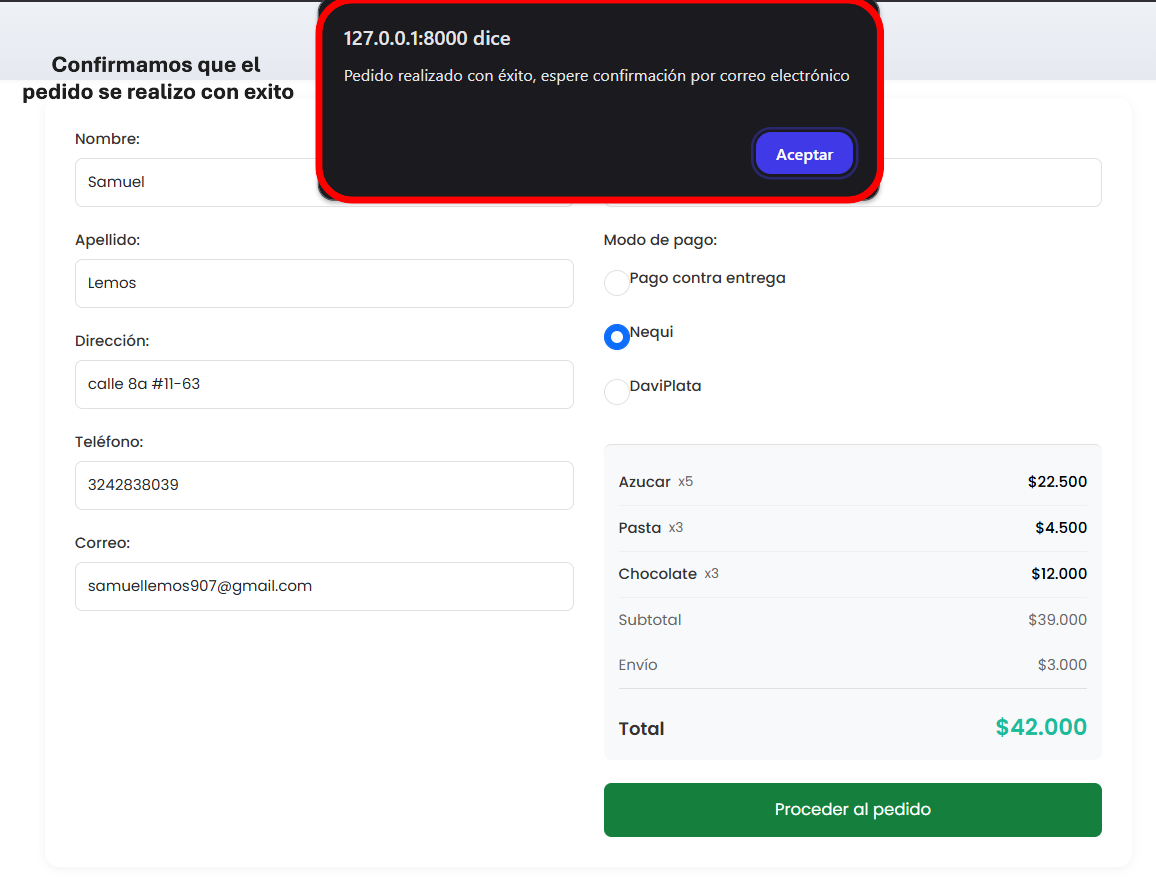 127.0.0.1:8000 dice
Pedido realizado con éxito, espere confirmación por correo electrónico
Aceptar
Confirmamos que el
pedido se realizo con exito
Nombre:
Samuel
Apellido:
Lemos
Dirección:
calle 8a #11-63
Teléfono:
3242838039
Correo:
samuellemos907@gmail.com
Modo de pago:
Pago contra entrega
Nequi
DaviPlata
Azucar x5 $22.500
Pasta x3 $4.500
Chocolate x3 $12.000
Subtotal $39.000
Envío $3.000
Total $42.000
Proceder al pedido